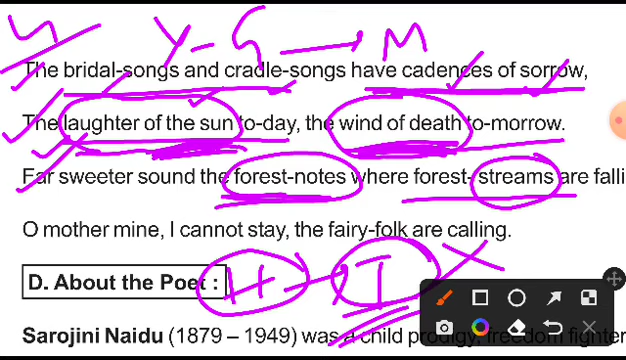 Y - G → M
The bridal-songs and cradle-songs have cadences of sorrow,
The laughter of the sun to-day, the wind of death to-morrow.
Far sweeter sound the forest-notes where forest-streams are falli
O mother mine, I cannot stay, the fairy-folk are calling.
D. About the Poet : H → I X
Sarojini Naidu (1879 – 1949) was a child prodigy, freedom fighter